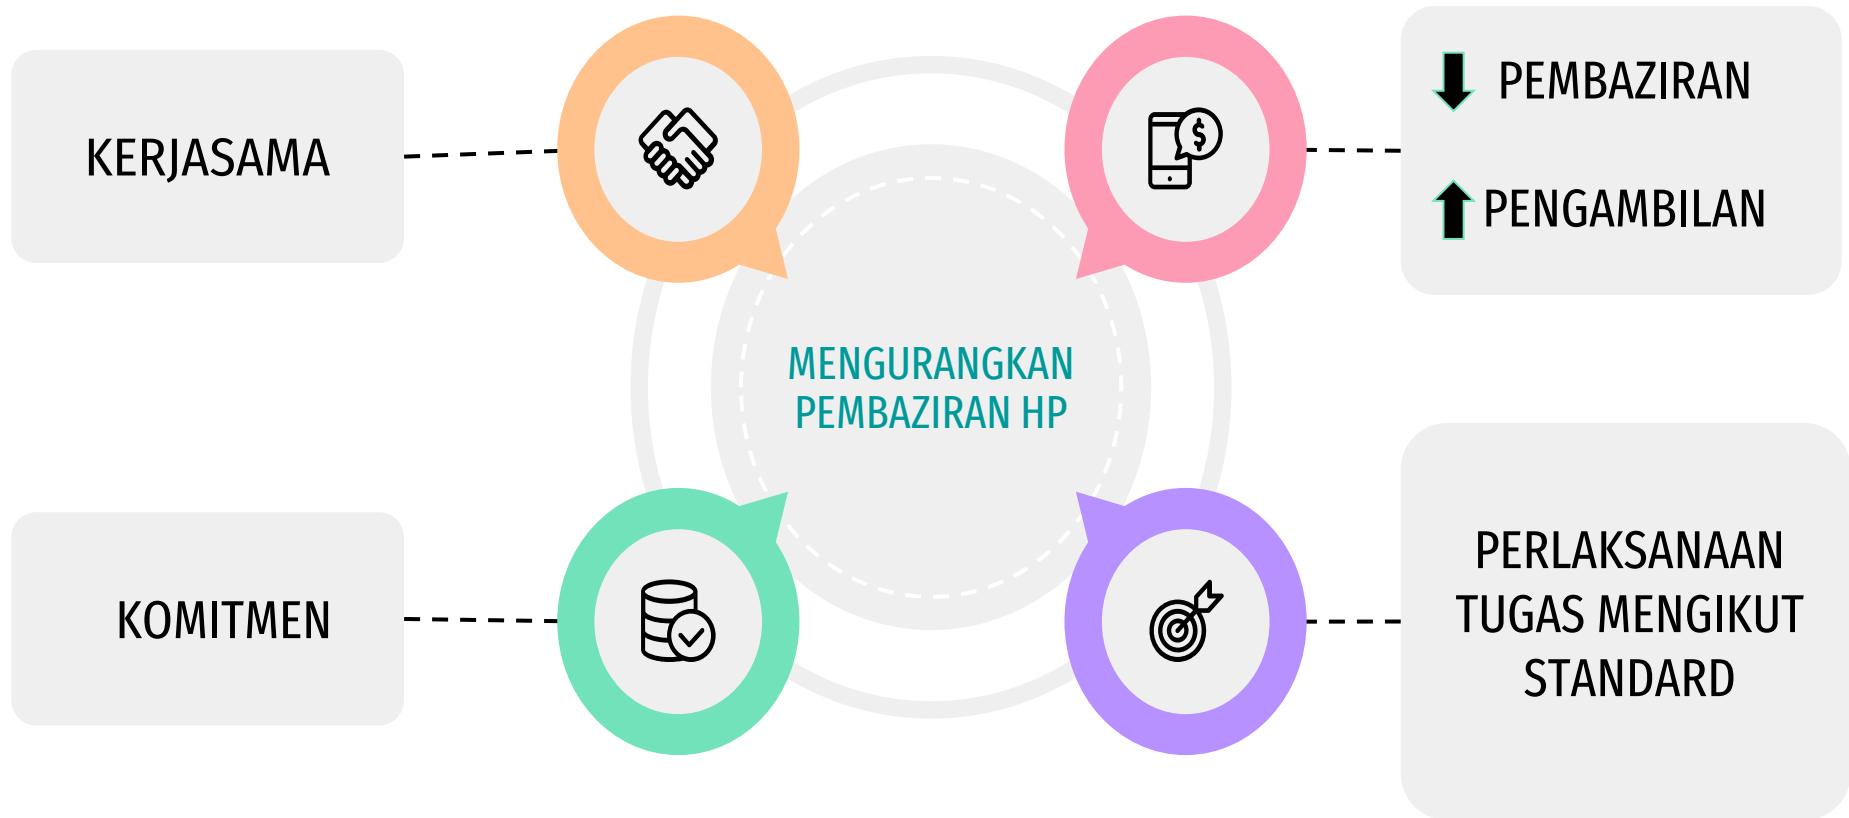 KERJASAMA
PEMBAZIRAN
PENGAMBILAN
MENGURANGKAN
PEMBAZIRAN HP
KOMITMEN
PERLAKSANAAN
TUGAS MENGIKUT
STANDARD
$